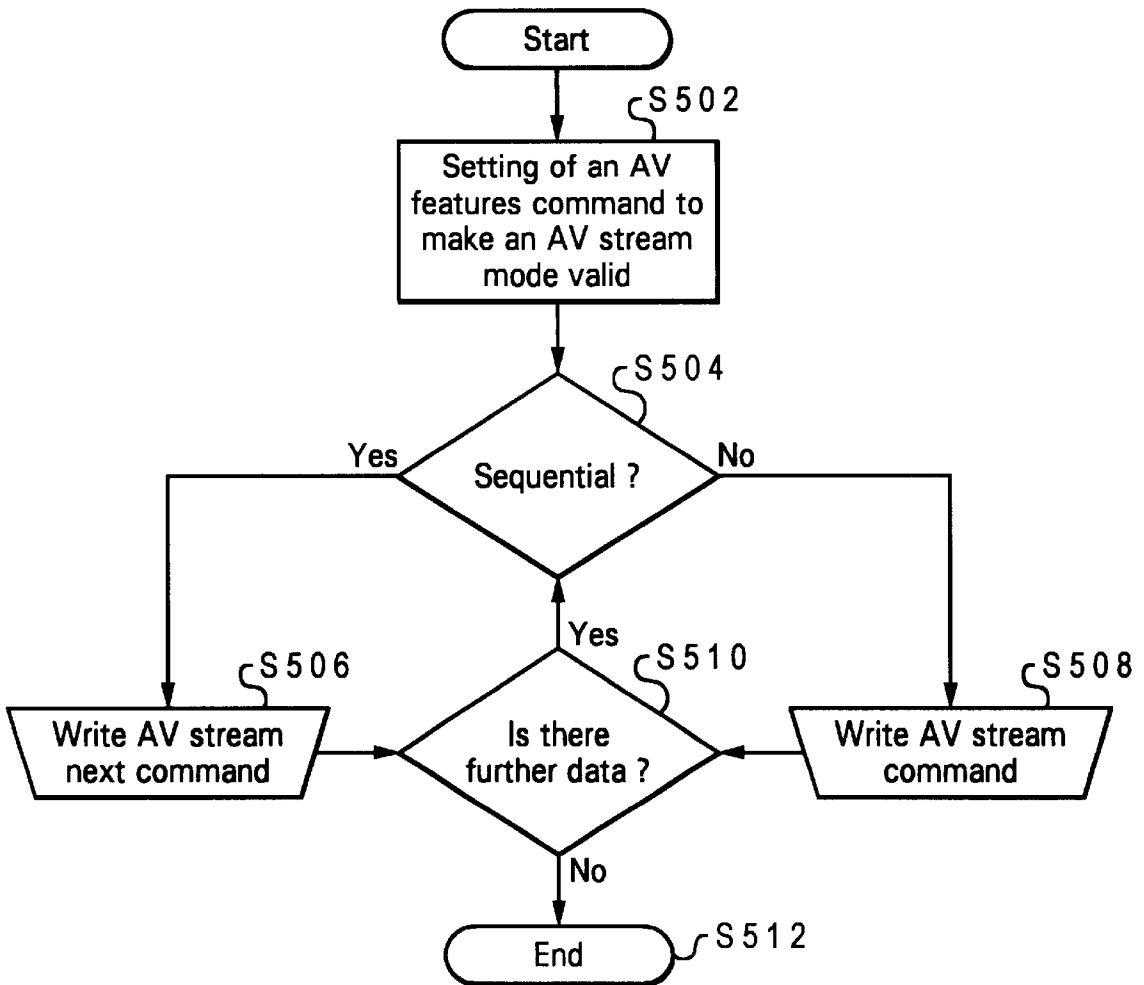 Start
S502
Setting of an AV
features command to
make an AV stream
mode valid
S504
Yes
Sequential ?
No
Yes
S506
S510
S508
Write AV stream
next command
Is there
further data ?
Write AV stream
command
No
End
S512